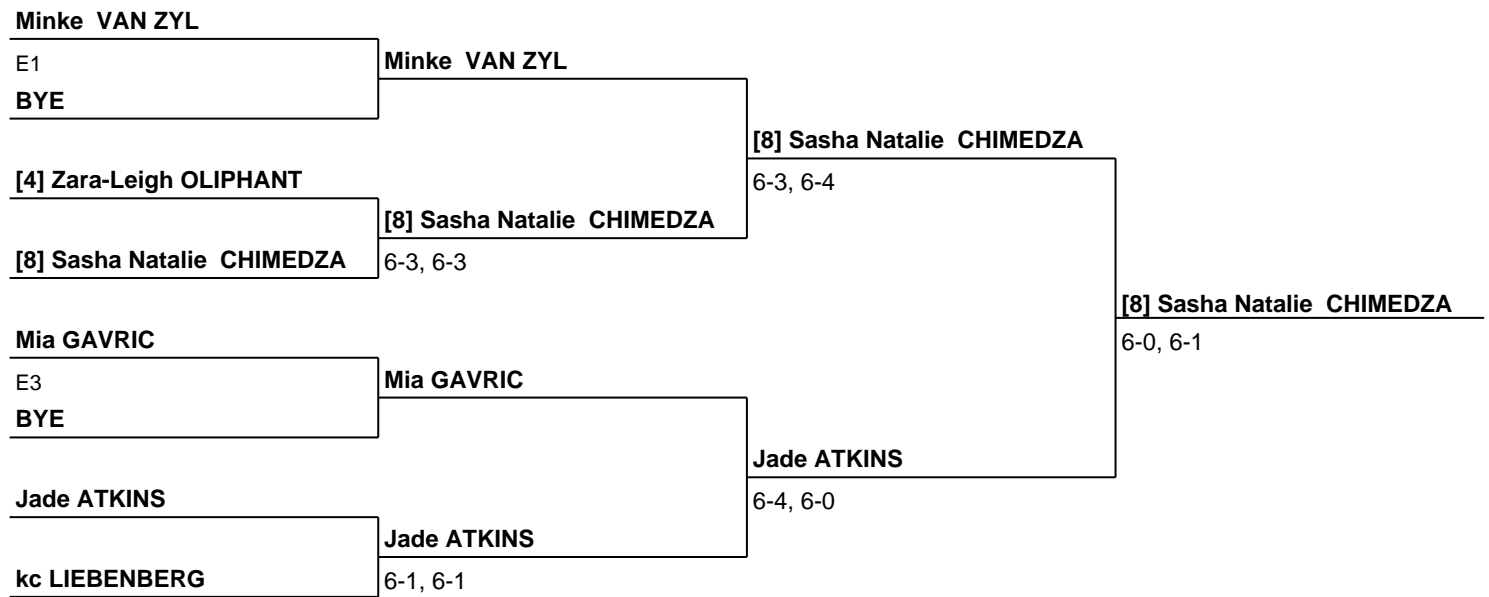 Minke  VAN ZYL
E1
BYE
Minke  VAN ZYL
[4] Zara-Leigh OLIPHANT
[8] Sasha Natalie  CHIMEDZA
[8] Sasha Natalie  CHIMEDZA
6-3, 6-3
[8] Sasha Natalie  CHIMEDZA
6-3, 6-4
Mia GAVRIC
E3
BYE
Mia GAVRIC
Jade ATKINS
kc LIEBENBERG
Jade ATKINS
6-1, 6-1
Jade ATKINS
6-4, 6-0
[8] Sasha Natalie  CHIMEDZA
6-0, 6-1